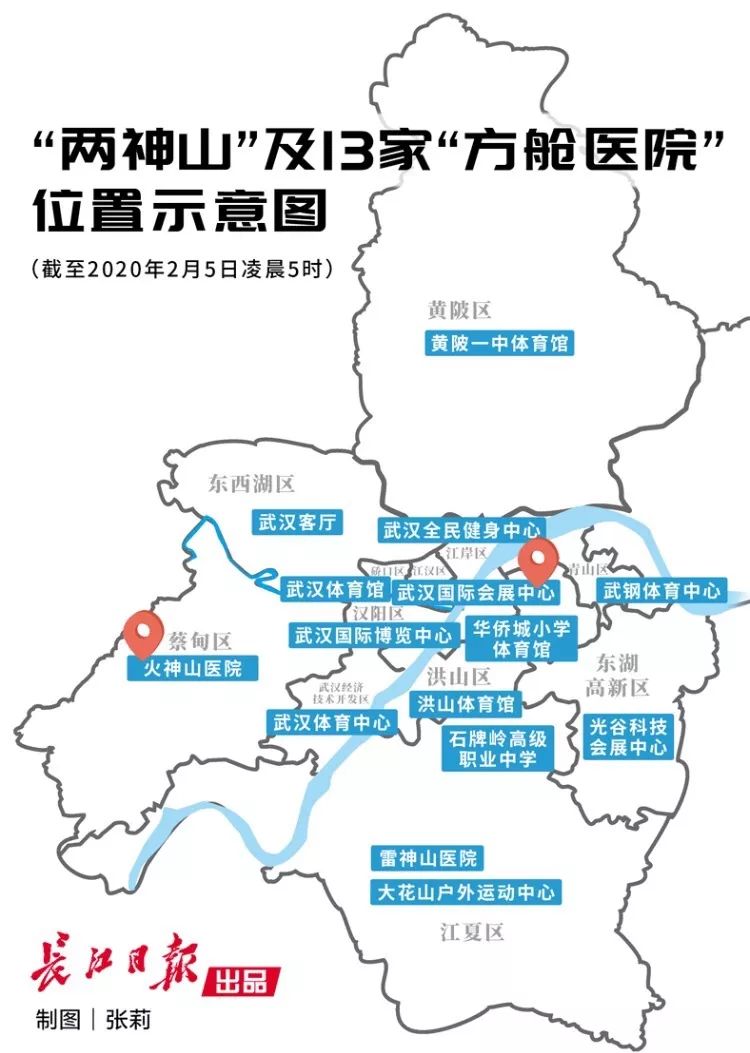 “两神山”及13家“方舱医院”
位置示意图
（截至2020年2月5日凌晨5时）
黄陂区
黄陂一中体育馆
东西湖区
武汉客厅
武汉全民健身中心
江岸区
硚口区
江汉区
青山区
武汉体育馆
武汉国际会展中心
武钢体育中心
汉阳区
武汉国际博览中心
华侨城小学
体育馆
蔡甸区
火神山医院
洪山区
东湖
高新区
武汉经济
技术开发区
洪山体育馆
武汉体育中心
石牌岭高级
职业中学
光谷科技
会展中心
雷神山医院
大花山户外运动中心
江夏区
长江日报 出品
制图｜张莉